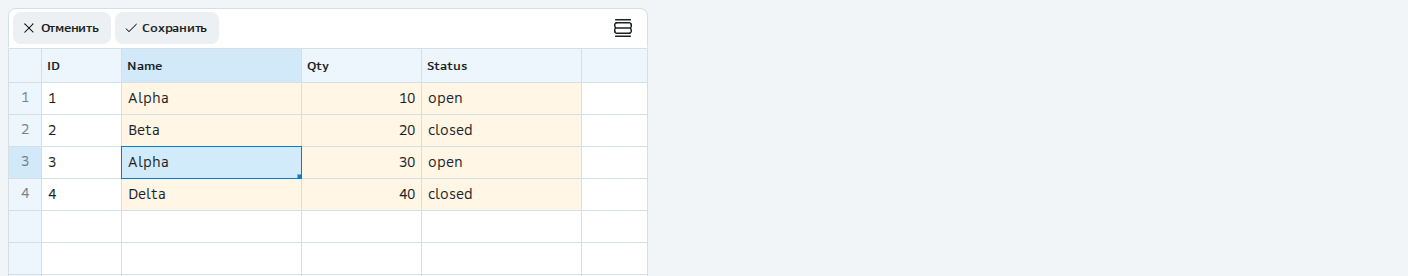 Отменить Сохранить
ID Name Qty Status
1 1 Alpha 10 open
2 2 Beta 20 closed
3 3 Alpha 30 open
4 4 Delta 40 closed